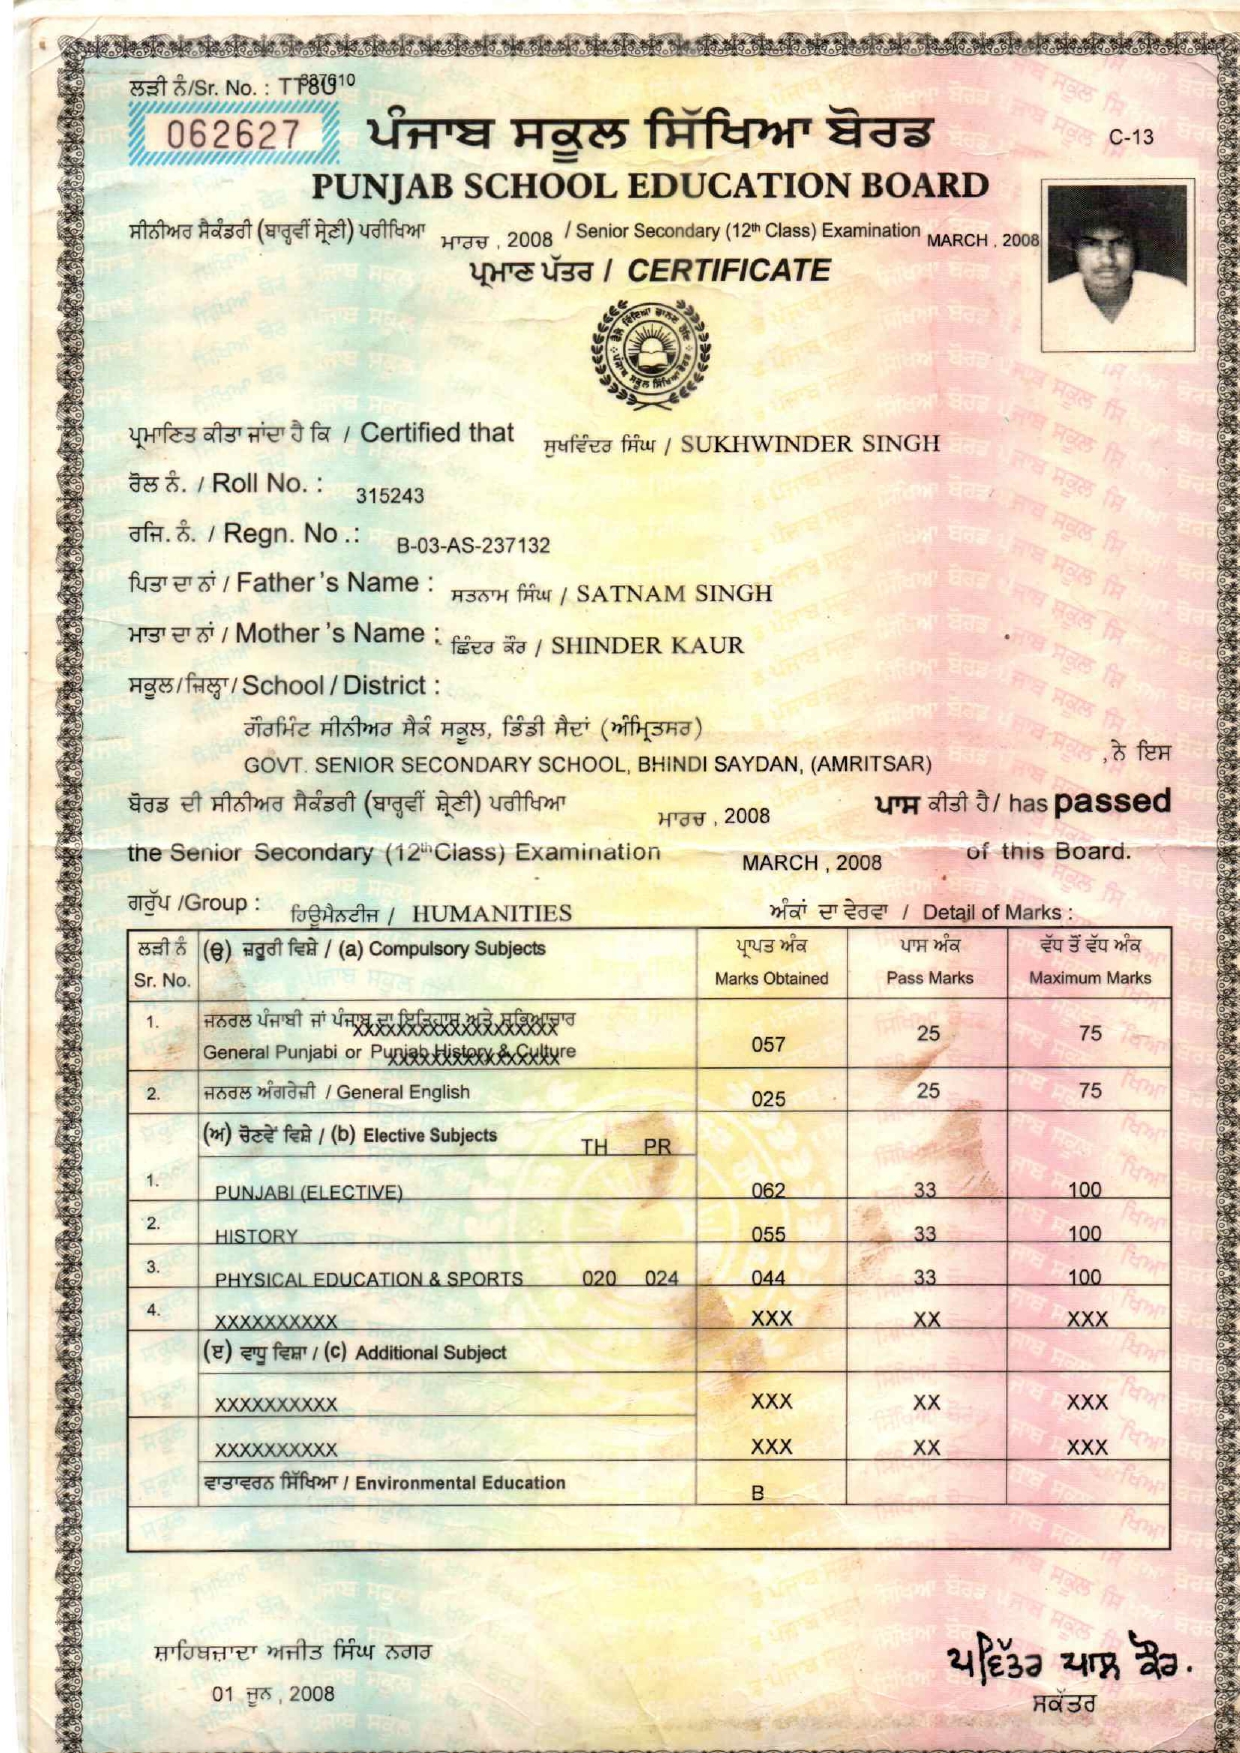 ਲੜੀ ਨੰ/Sr. No. : TT
062627
C-13
ਪੰਜਾਬ ਸਕੂਲ ਸਿੱਖਿਆ ਬੋਰਡ
PUNJAB SCHOOL EDUCATION BOARD
ਸੀਨੀਅਰ ਸੈਕੰਡਰੀ (ਬਾਰ੍ਹਵੀਂ ਸ਼੍ਰੇਣੀ) ਪਰੀਖਿਆ ਮਾਰਚ , 2008 / Senior Secondary (12th Class) Examination MARCH , 2008
ਪ੍ਰਮਾਣ ਪੱਤਰ / CERTIFICATE
ਪ੍ਰਮਾਣਿਤ ਕੀਤਾ ਜਾਂਦਾ ਹੈ ਕਿ / Certified that ਸੁਖਵਿੰਦਰ ਸਿੰਘ / SUKHWINDER SINGH
ਰੋਲ ਨੰ. / Roll No. : 315243
ਰਜਿ. ਨੰ. / Regn. No .: B-03-AS-237132
ਪਿਤਾ ਦਾ ਨਾਂ / Father's Name : ਸਤਨਾਮ ਸਿੰਘ / SATNAM SINGH
ਮਾਤਾ ਦਾ ਨਾਂ / Mother's Name : ਛਿੰਦਰ ਕੌਰ / SHINDER KAUR
ਸਕੂਲ/ਜ਼ਿਲ੍ਹਾ/ School / District :
ਗੌਰਮਿੰਟ ਸੀਨੀਅਰ ਸੈਕੰ ਸਕੂਲ, ਭਿੰਡੀ ਸੈਦਾਂ (ਅੰਮ੍ਰਿਤਸਰ)
GOVT. SENIOR SECONDARY SCHOOL, BHINDI SAYDAN, (AMRITSAR) ,ਨੇ ਇਸ
ਬੋਰਡ ਦੀ ਸੀਨੀਅਰ ਸੈਕੰਡਰੀ (ਬਾਰ੍ਹਵੀਂ ਸ਼੍ਰੇਣੀ) ਪਰੀਖਿਆ ਮਾਰਚ , 2008 ਪਾਸ ਕੀਤੀ ਹੈ/ has passed
the Senior Secondary (12th Class) Examination MARCH , 2008 of this Board.
ਗਰੁੱਪ /Group : ਹਿਊਮੈਨਟੀਜ / HUMANITIES ਅੰਕਾਂ ਦਾ ਵੇਰਵਾ / Detail of Marks :
ਲੜੀ ਨੰ (ੳ) ਜ਼ਰੂਰੀ ਵਿਸ਼ੇ / (a) Compulsory Subjects ਪ੍ਰਾਪਤ ਅੰਕ ਪਾਸ ਅੰਕ ਵੱਧ ਤੋਂ ਵੱਧ ਅੰਕ
Sr. No. Marks Obtained Pass Marks Maximum Marks
1. ਜਨਰਲ ਪੰਜਾਬੀ ਜਾਂ ਪੰਜਾਬ ਦਾ ਇਤਿਹਾਸ ਅਤੇ ਸਭਿਆਚਾਰ
General Punjabi or Punjab History & Culture 057 25 75
2. ਜਨਰਲ ਅੰਗਰੇਜ਼ੀ / General English 025 25 75
(ਅ) ਚੋਣਵੇਂ ਵਿਸ਼ੇ / (b) Elective Subjects TH PR
1. PUNJABI (ELECTIVE) 062 33 100
2. HISTORY 055 33 100
3. PHYSICAL EDUCATION & SPORTS 020 024 044 33 100
4. XXXXXXXXXX XXX XX XXX
(ੲ) ਵਾਧੂ ਵਿਸ਼ਾ / (c) Additional Subject
XXXXXXXXXX XXX XX XXX
XXXXXXXXXX XXX XX XXX
ਵਾਤਾਵਰਨ ਸਿੱਖਿਆ / Environmental Education B
ਸਾਹਿਬਜ਼ਾਦਾ ਅਜੀਤ ਸਿੰਘ ਨਗਰ
01 ਜੂਨ , 2008
ਪਵਿੱਤਰ ਪਾਲ ਕੌਰ.
ਸਕੱਤਰ